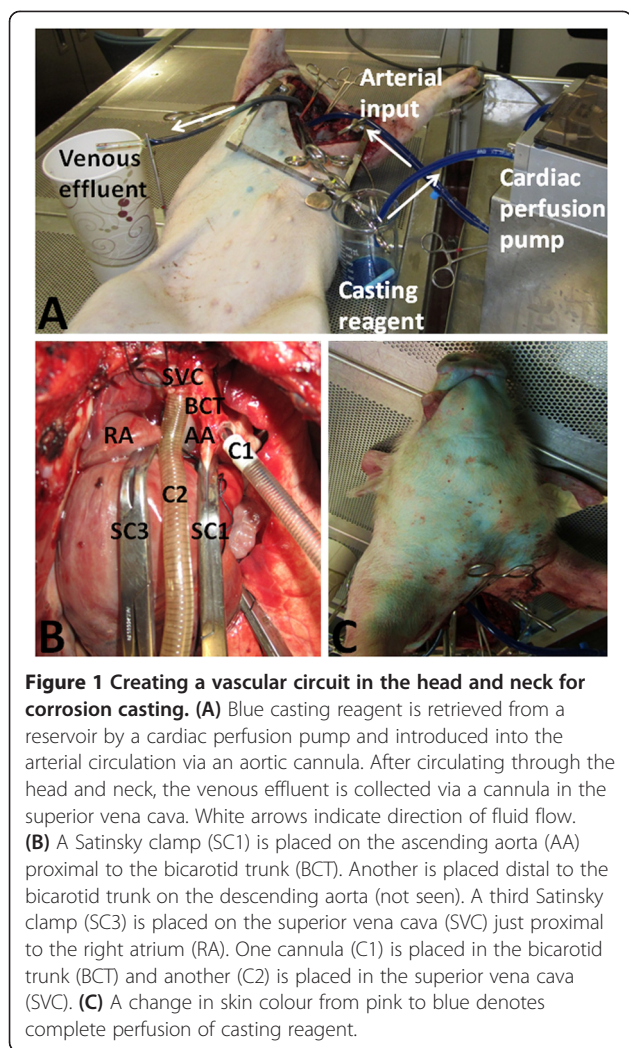 Arterial
input
Venous
effluent
Cardiac
perfusion
pump
Casting
reagent
A
SVC
BCT
RA
AA
C1
C2
SC3
SC1
B
C
Figure 1 Creating a vascular circuit in the head and neck for
corrosion casting. (A) Blue casting reagent is retrieved from a
reservoir by a cardiac perfusion pump and introduced into the
arterial circulation via an aortic cannula. After circulating through the
head and neck, the venous effluent is collected via a cannula in the
superior vena cava. White arrows indicate direction of fluid flow.
(B) A Satinsky clamp (SC1) is placed on the ascending aorta (AA)
proximal to the bicarotid trunk (BCT). Another is placed distal to the
bicarotid trunk on the descending aorta (not seen). A third Satinsky
clamp (SC3) is placed on the superior vena cava (SVC) just proximal
to the right atrium (RA). One cannula (C1) is placed in the bicarotid
trunk (BCT) and another (C2) is placed in the superior vena cava
(SVC). (C) A change in skin colour from pink to blue denotes
complete perfusion of casting reagent.